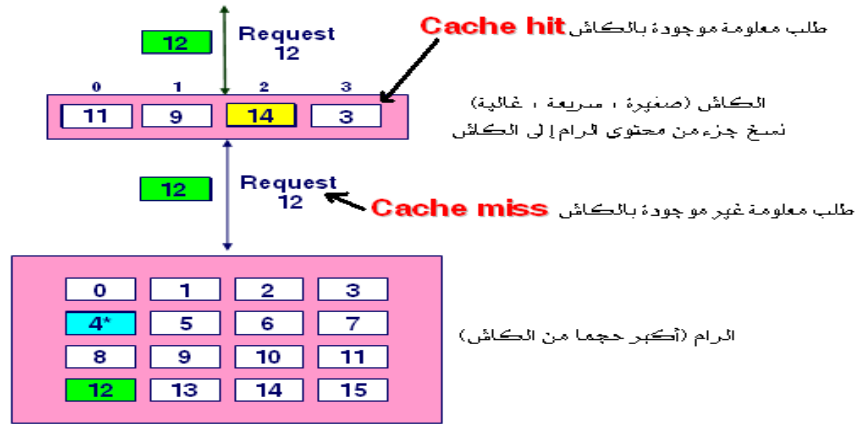 Cache hit طلب معلومة موجودة بالكاش
12
Request
12
0 1 2 3
11 9 14 3
الكاش (صغيرة ، سريعة ، غالية)
نسخ جزء من محتوى الرام إلى الكاش
12
Request
12
Cache miss طلب معلومة غير موجودة بالكاش
0 1 2 3
4* 5 6 7
8 9 10 11
12 13 14 15
الرام (أكبر حجما من الكاش)